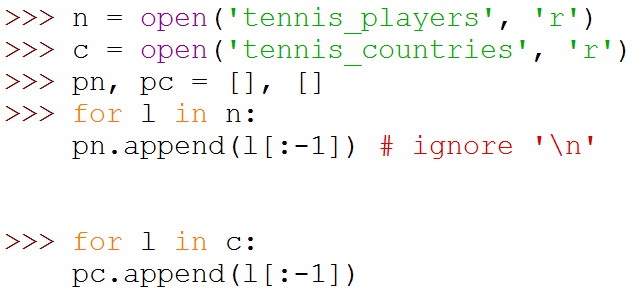 >>> n = open('tennis_players', 'r')
>>> c = open('tennis_countries', 'r')
>>> pn, pc = [], []
>>> for l in n:
    pn.append(l[:-1]) # ignore '\n'
>>> for l in c:
    pc.append(l[:-1])